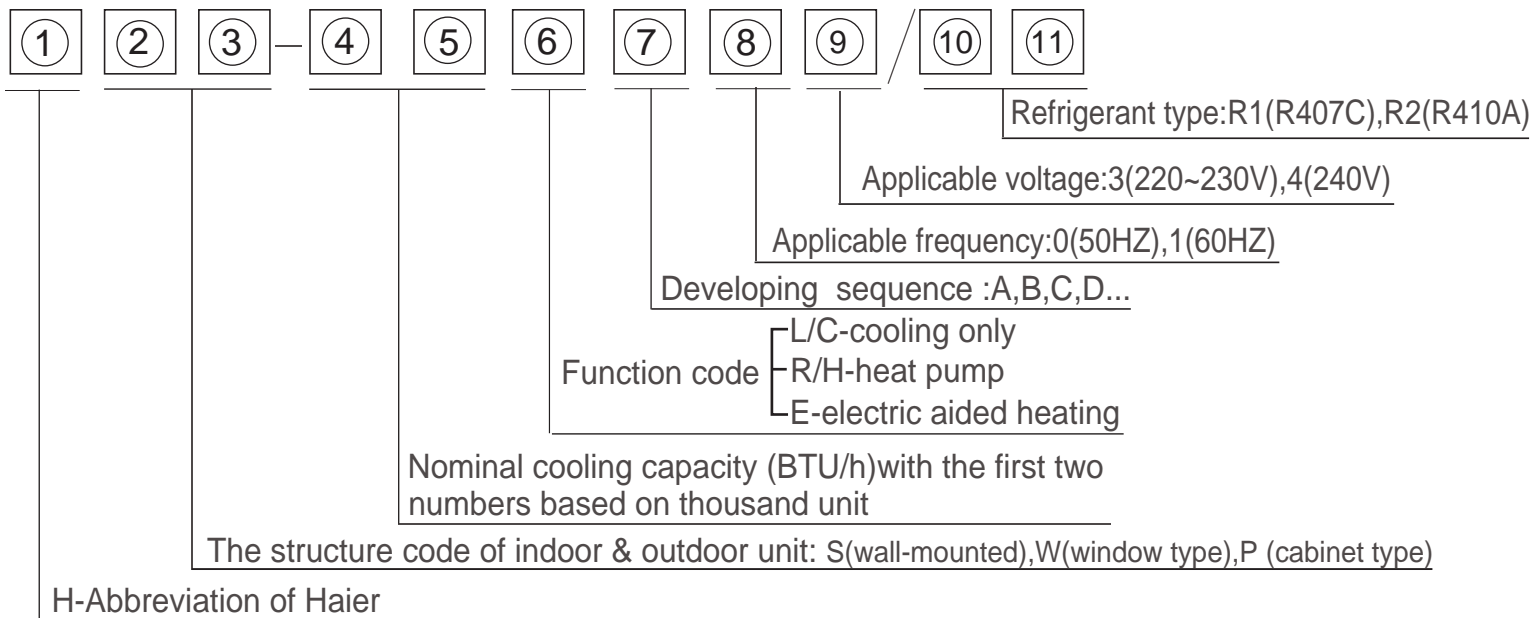 ① ② ③ — ④ ⑤ ⑥ ⑦ ⑧ ⑨ / ⑩ ⑪
Refrigerant type:R1(R407C),R2(R410A)
Applicable voltage:3(220~230V),4(240V)
Applicable frequency:0(50HZ),1(60HZ)
Developing sequence :A,B,C,D...
L/C-cooling only
Function code
R/H-heat pump
E-electric aided heating
Nominal cooling capacity (BTU/h)with the first two
numbers based on thousand unit
The structure code of indoor & outdoor unit: S(wall-mounted),W(window type),P (cabinet type)
H-Abbreviation of Haier